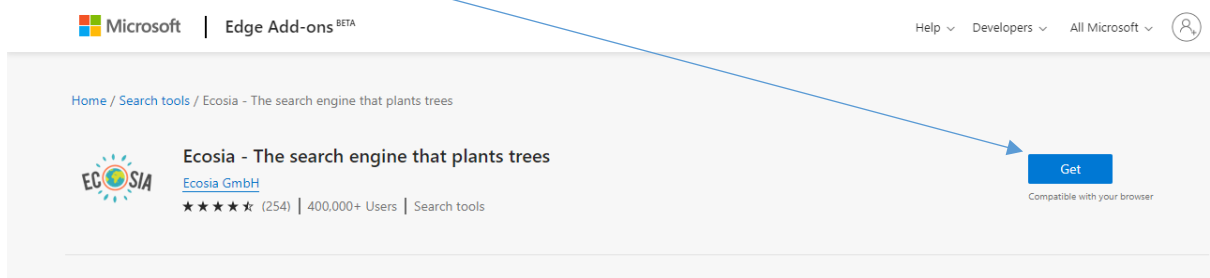 Microsoft | Edge Add-ons BETA Help Developers All Microsoft
Home / Search tools / Ecosia - The search engine that plants trees
Ecosia - The search engine that plants trees
ECOSIA
Ecosia GmbH
(254) | 400,000+ Users | Search tools
Get
Compatible with your browser